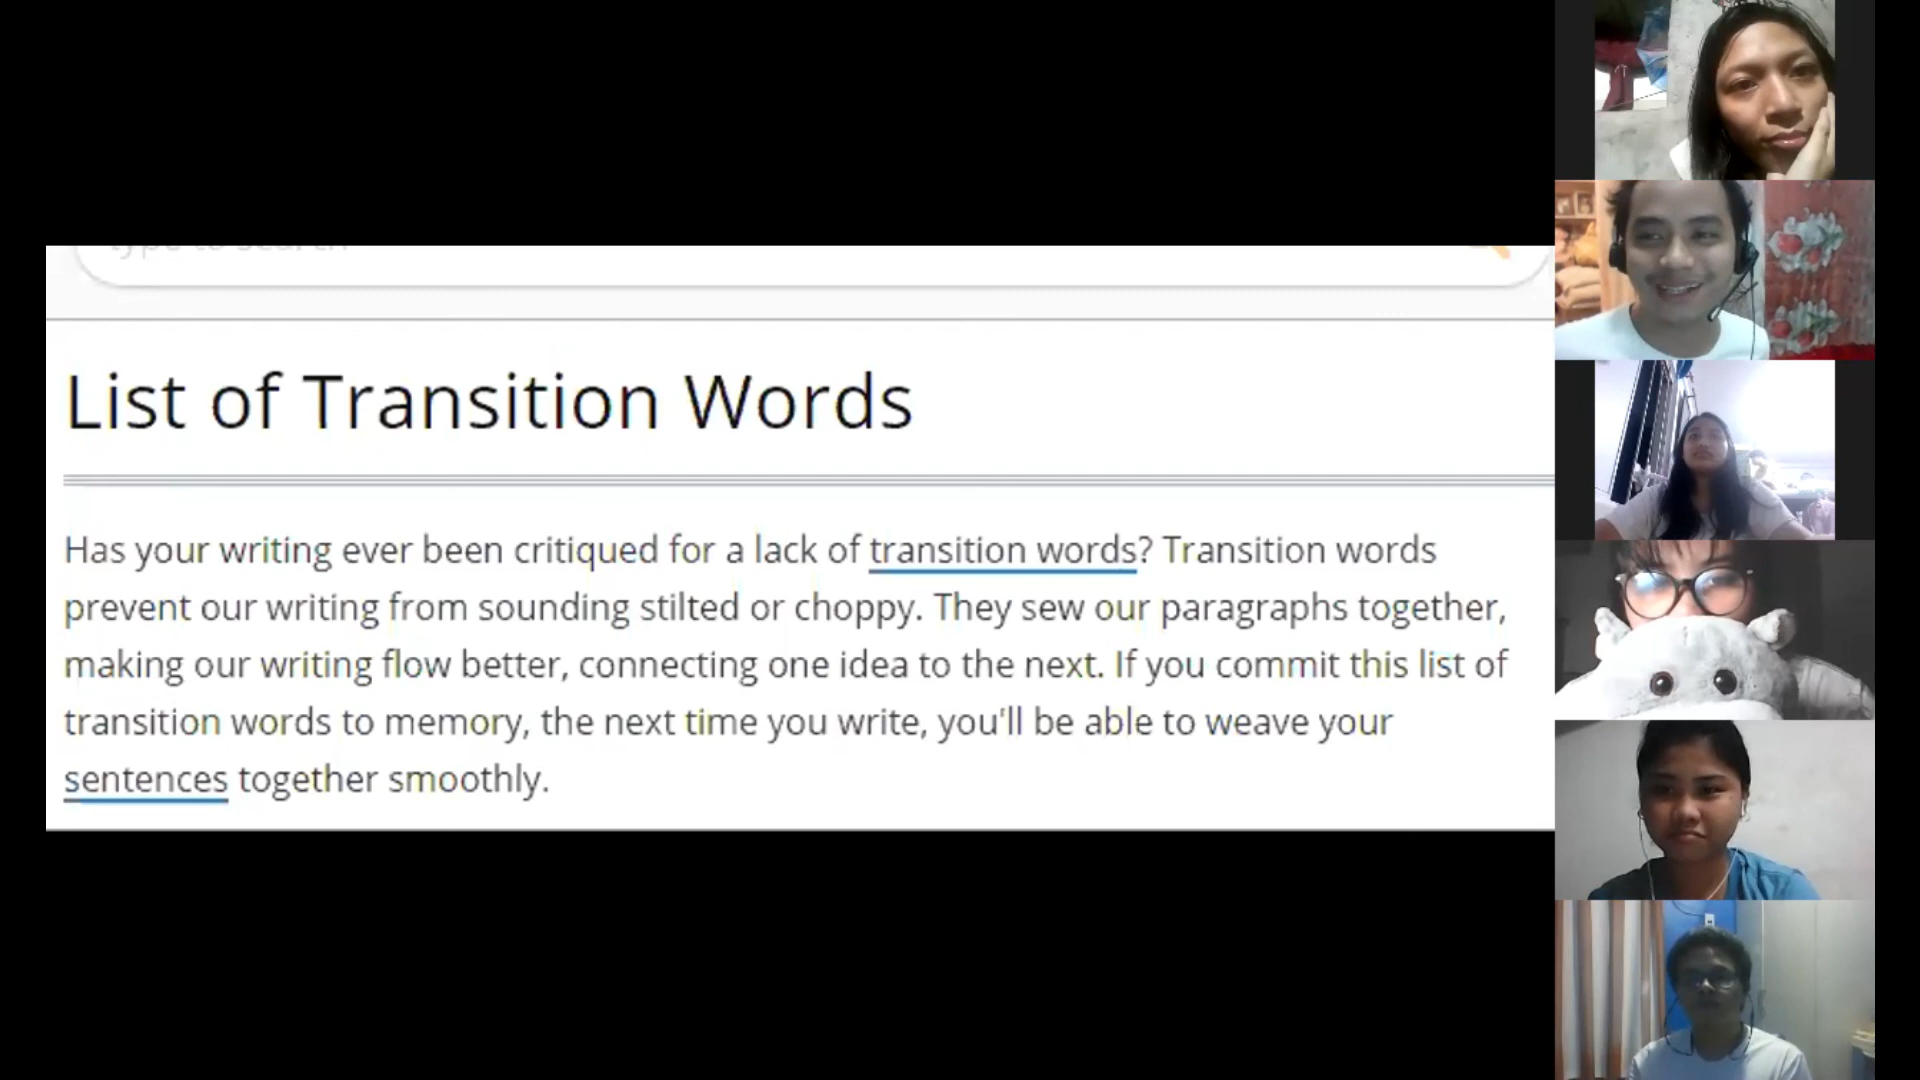 type to search
List of Transition Words
Has your writing ever been critiqued for a lack of transition words? Transition words
prevent our writing from sounding stilted or choppy. They sew our paragraphs together,
making our writing flow better, connecting one idea to the next. If you commit this list of
transition words to memory, the next time you write, you'll be able to weave your
sentences together smoothly.